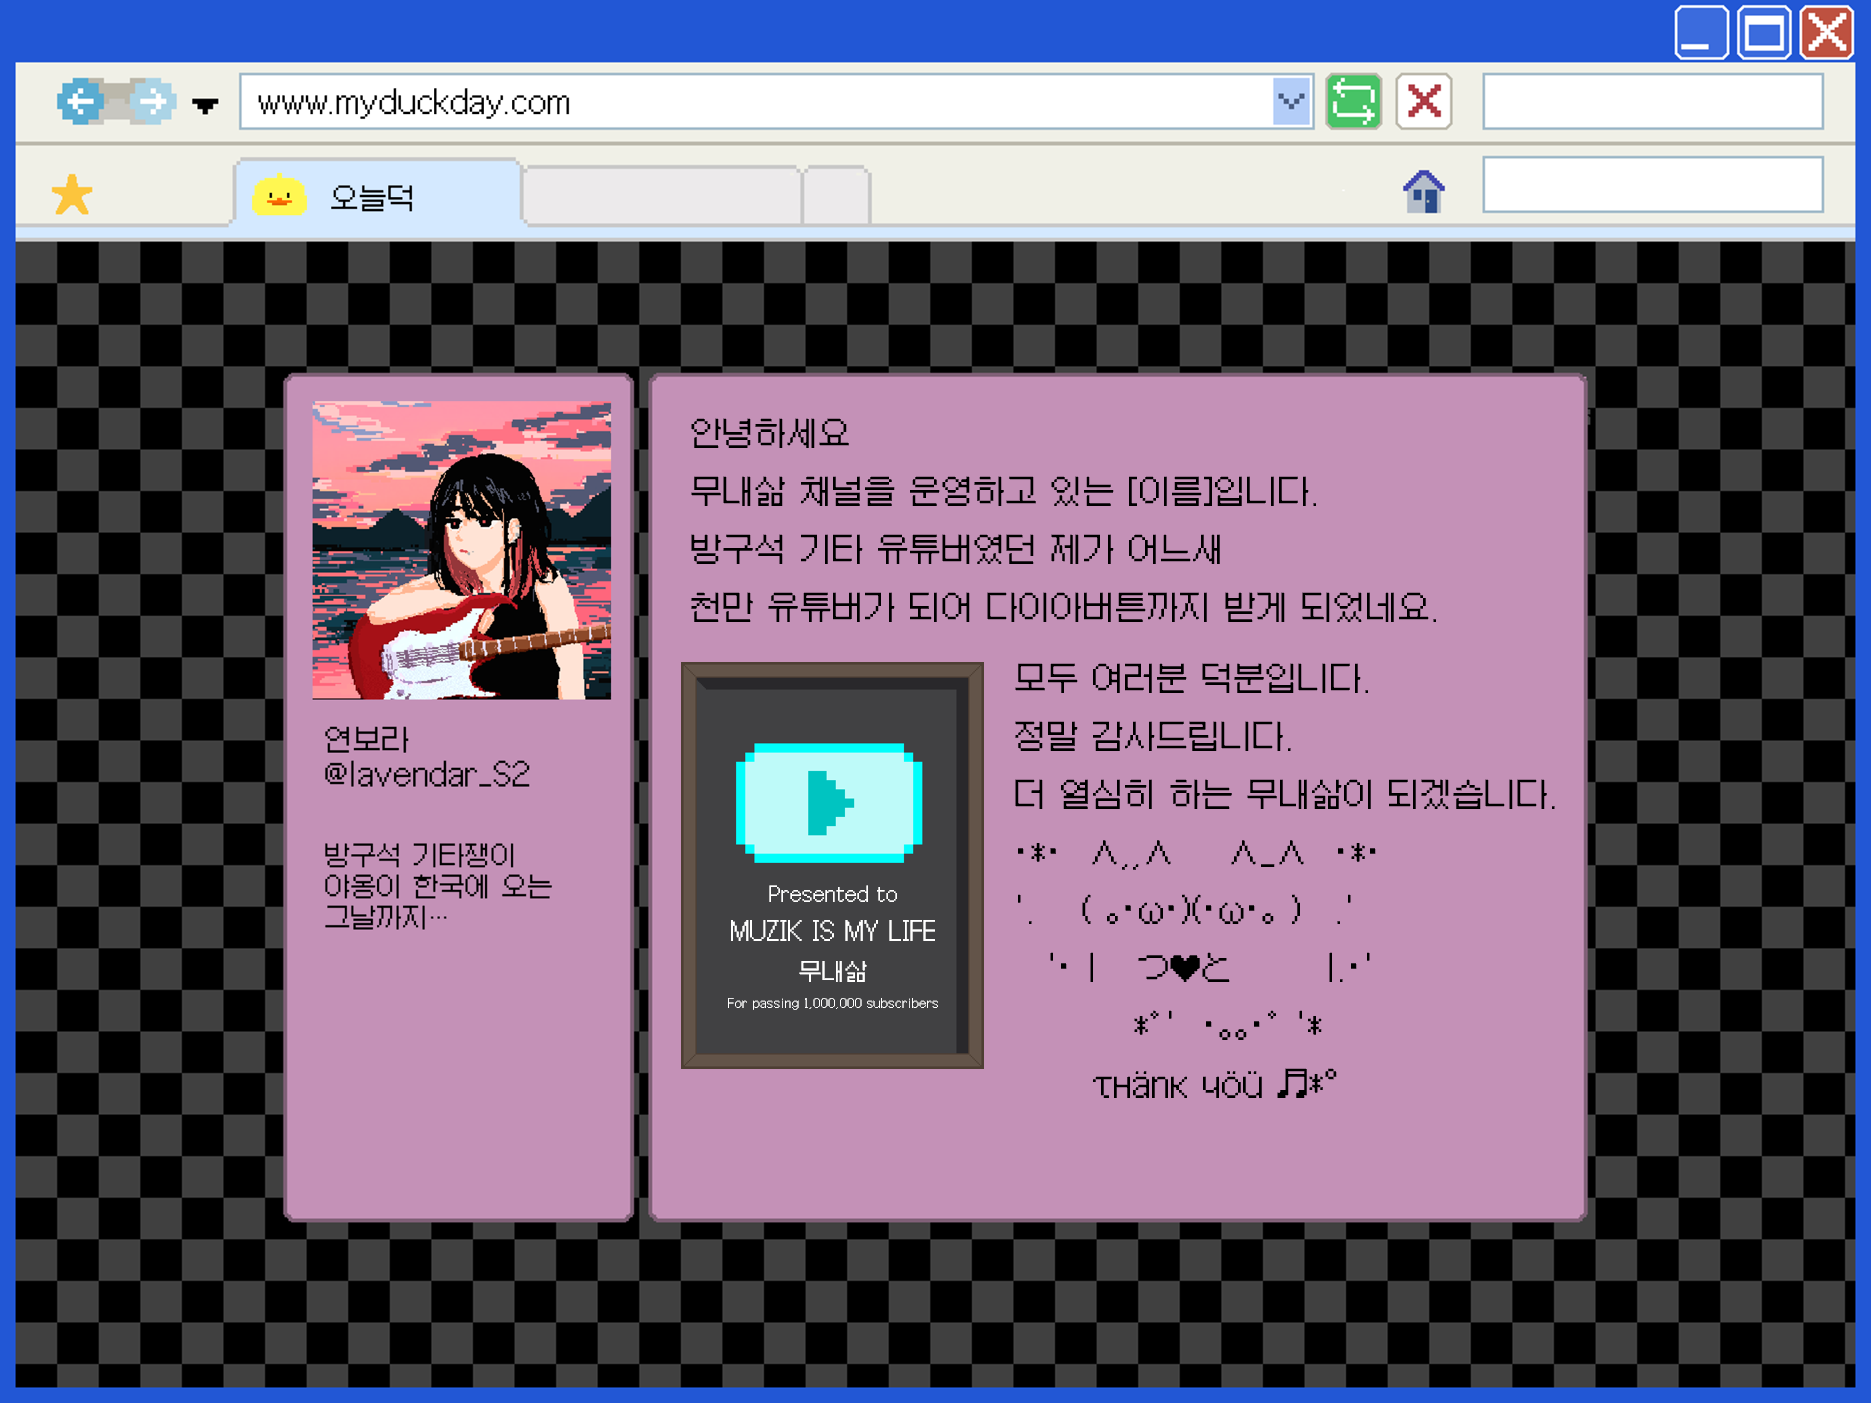 www.myduckday.com
오늘덕
연보라
@lavendar_S2
방구석 기타쟁이
야옹이 한국에 오는
그날까지…
안녕하세요
무내삶 채널을 운영하고 있는 [이름]입니다.
방구석 기타 유튜버였던 제가 어느새
천만 유튜버가 되어 다이아버튼까지 받게 되었네요.
Presented to
MUZIK IS MY LIFE
무내삶
For passing 1,000,000 subscribers
모두 여러분 덕분입니다.
정말 감사드립니다.
더 열심히 하는 무내삶이 되겠습니다.
･*･ ᐱ,,ᐱ ᐱ_ᐱ ･*･
'. ( ｡･ω･)(･ω･｡ ) .'
'･ | つ♥と |.･'
*ﾟ' ･｡｡･ﾟ '*
τнänк чöü ♫*°